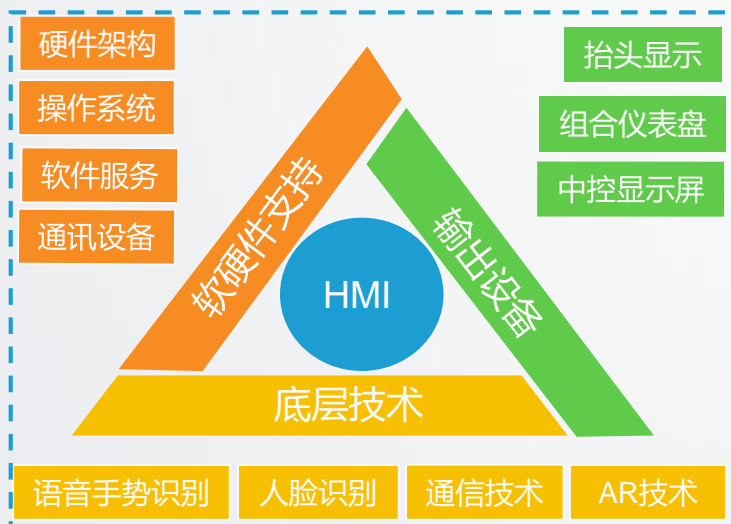 硬件架构
操作系统
软件服务
通讯设备
抬头显示
组合仪表盘
中控显示屏
软硬件支持
输出设备
HMI
底层技术
语音手势识别
人脸识别
通信技术
AR技术